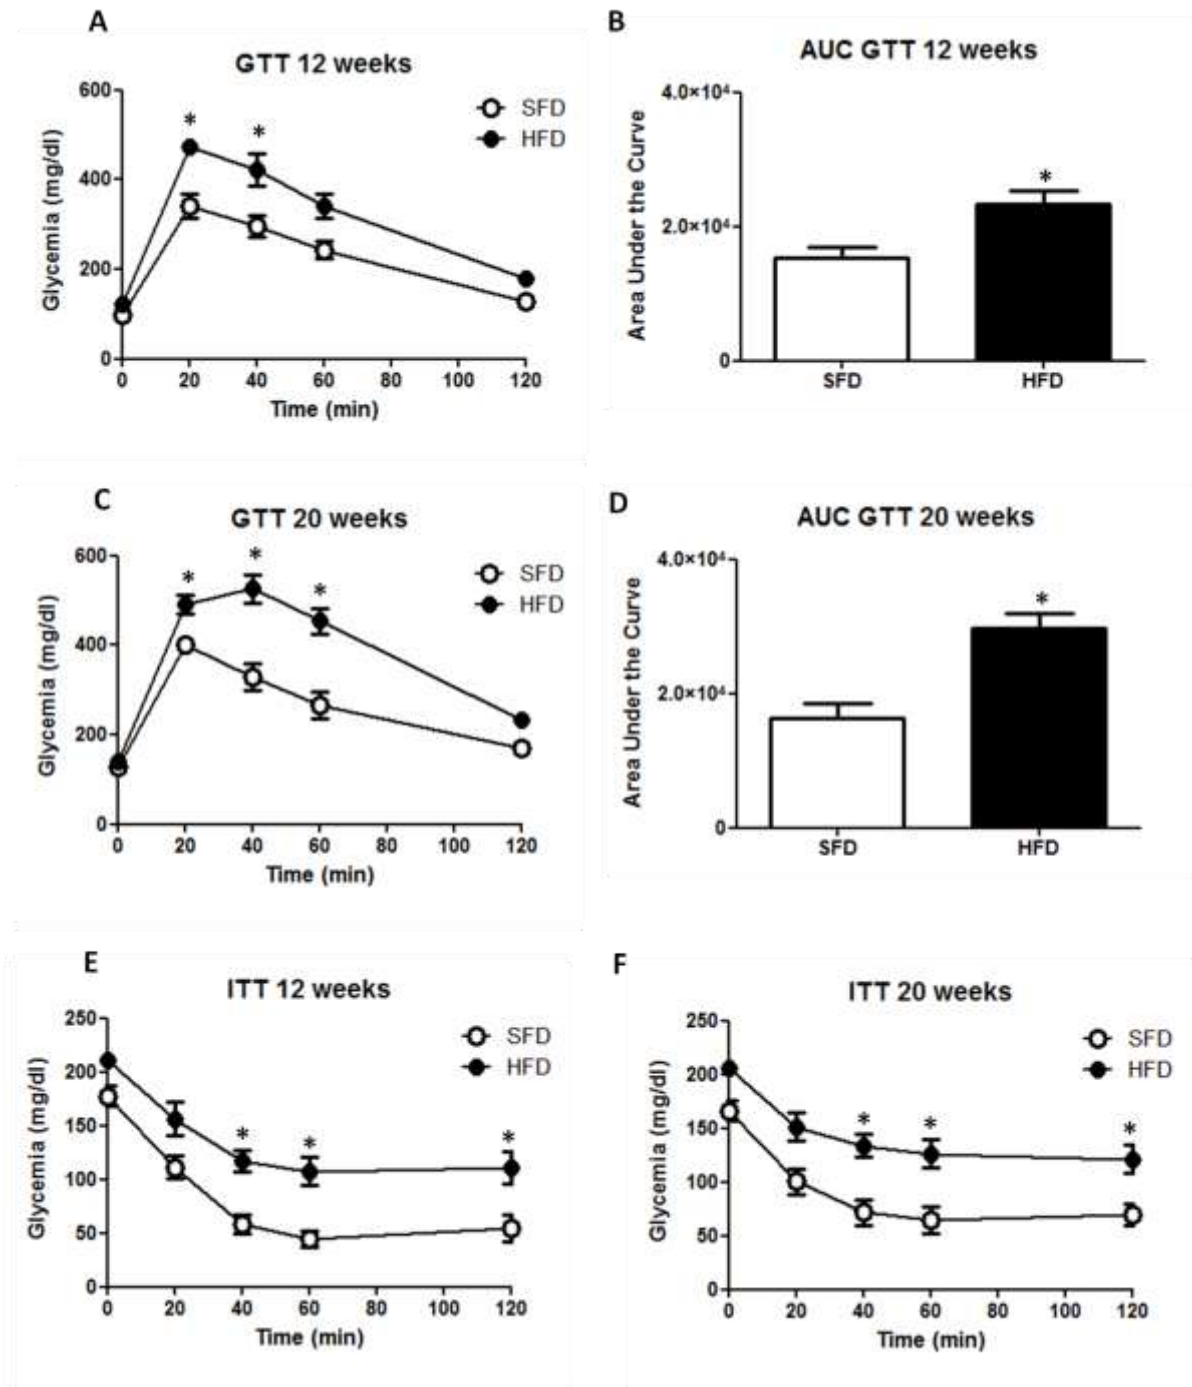 A
GTT 12 weeks
SFD
HFD
*
*
Glycemia (mg/dl)
600
400
200
0
0 20 40 60 80 100 120
Time (min)
B
AUC GTT 12 weeks
Area Under the Curve
4.0×10⁴
2.0×10⁴
0
*
SFD HFD
C
GTT 20 weeks
SFD
HFD
*
*
*
Glycemia (mg/dl)
600
400
200
0
0 20 40 60 80 100 120
Time (min)
D
AUC GTT 20 weeks
Area Under the Curve
4.0×10⁴
2.0×10⁴
0
*
SFD HFD
E
ITT 12 weeks
SFD
HFD
*
*
*
Glycemia (mg/dl)
250
200
150
100
50
0
0 20 40 60 80 100 120
Time (min)
F
ITT 20 weeks
SFD
HFD
*
*
*
Glycemia (mg/dl)
250
200
150
100
50
0
0 20 40 60 80 100 120
Time (min)